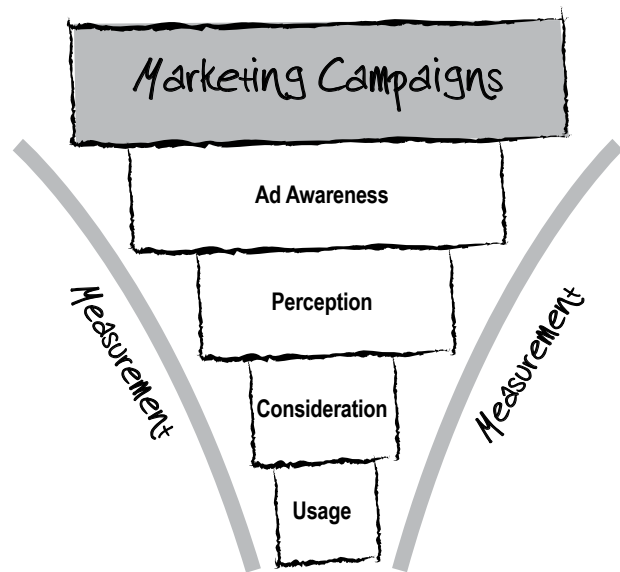 Marketing Campaigns
Ad Awareness
Perception
Measurement
Measurement
Consideration
Usage